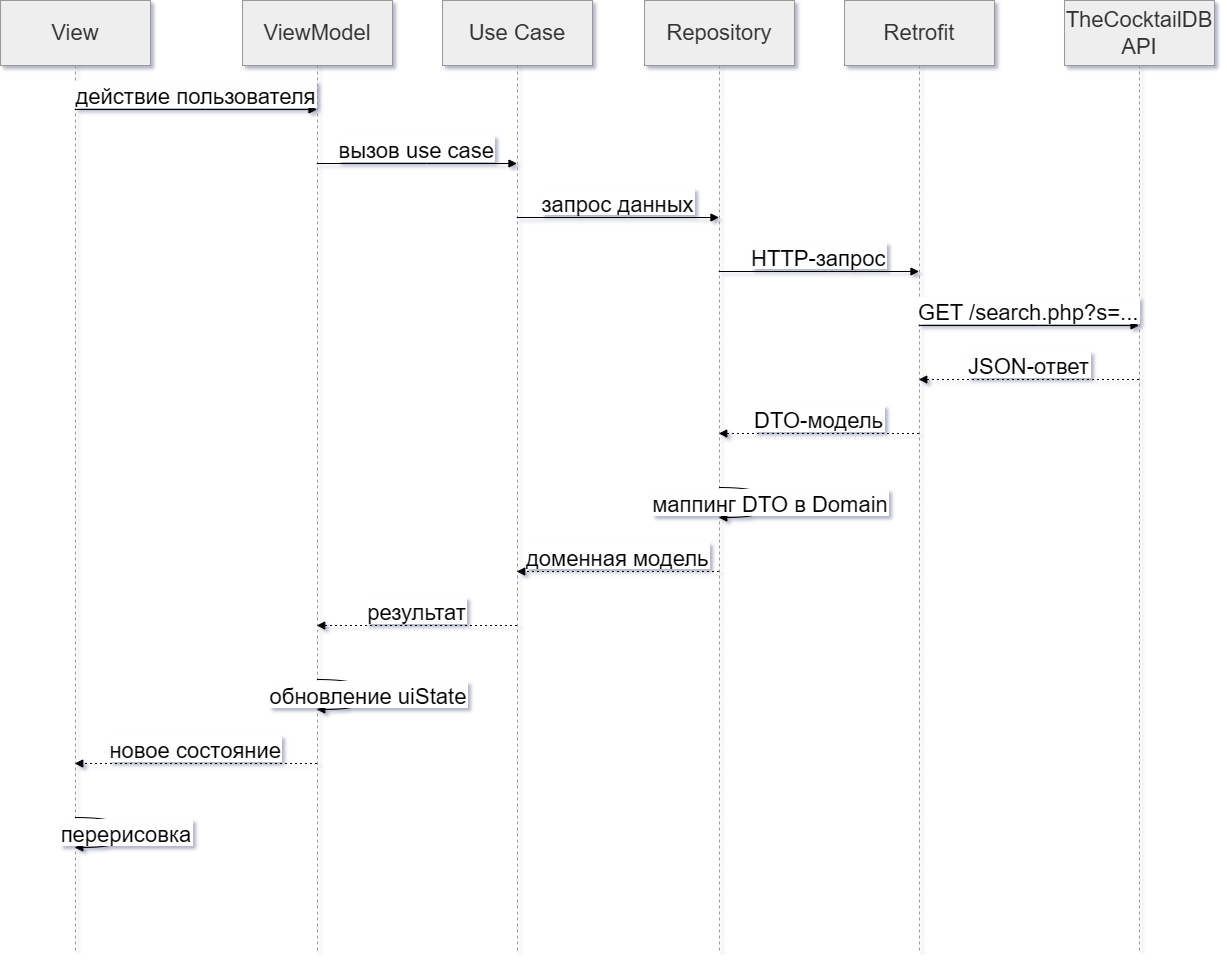 View
ViewModel
Use Case
Repository
Retrofit
TheCocktailDB
API
действие пользователя
вызов use case
запрос данных
HTTP-запрос
GET /search.php?s=...
JSON-ответ
DTO-модель
маппинг DTO в Domain
доменная модель
результат
обновление uiState
новое состояние
перерисовка